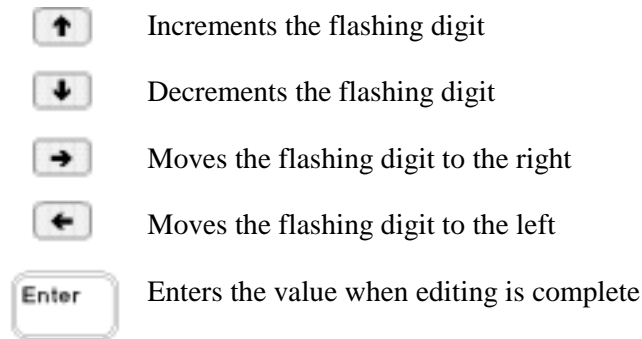 Increments the flashing digit
Decrements the flashing digit
Moves the flashing digit to the right
Moves the flashing digit to the left
Enter Enters the value when editing is complete